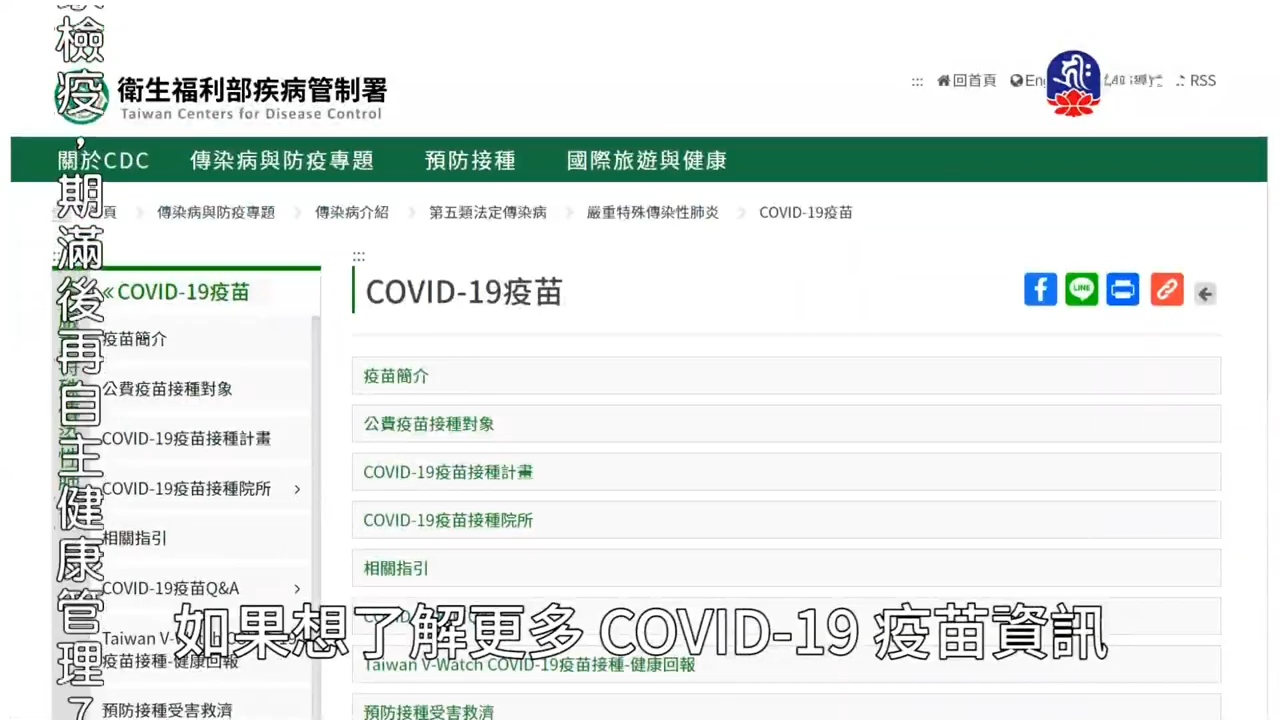 檢疫，期滿後再自主健康管理7
衛生福利部疾病管制署
Taiwan Centers for Disease Control
回首頁
RSS
關於CDC 傳染病與防疫專題 預防接種 國際旅遊與健康
頁 傳染病與防疫專題 傳染病介紹 第五類法定傳染病 嚴重特殊傳染性肺炎 COVID-19疫苗
«COVID-19疫苗
疫苗簡介
公費疫苗接種對象
COVID-19疫苗接種計畫
COVID-19疫苗接種院所
相關指引
COVID-19疫苗Q&A
Taiwan V-Watch COVID-19
疫苗接種-健康回報
預防接種受害救濟
COVID-19疫苗
疫苗簡介
公費疫苗接種對象
COVID-19疫苗接種計畫
COVID-19疫苗接種院所
相關指引
Taiwan V-Watch COVID-19疫苗接種-健康回報
預防接種受害救濟
LINE
如果想了解更多 COVID-19 疫苗資訊